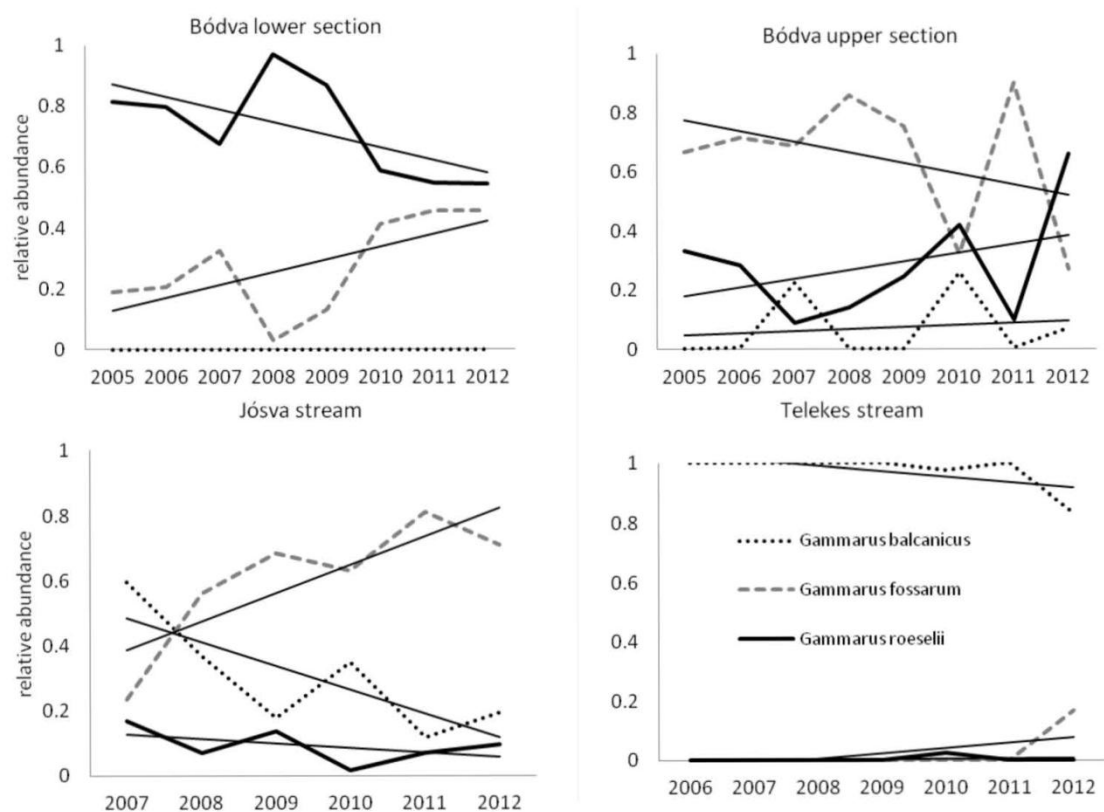 Bódva lower section
1
0.8
0.6
0.4
0.2
0
relative abundance
2005 2006 2007 2008 2009 2010 2011 2012
Bódva upper section
1
0.8
0.6
0.4
0.2
0
2005 2006 2007 2008 2009 2010 2011 2012
Jósva stream
1
0.8
0.6
0.4
0.2
0
relative abundance
2007 2008 2009 2010 2011 2012
Telekes stream
1
0.8
0.6
0.4
0.2
0
Gammarus balcanicus
Gammarus fossarum
Gammarus roeselii
2006 2007 2008 2009 2010 2011 2012